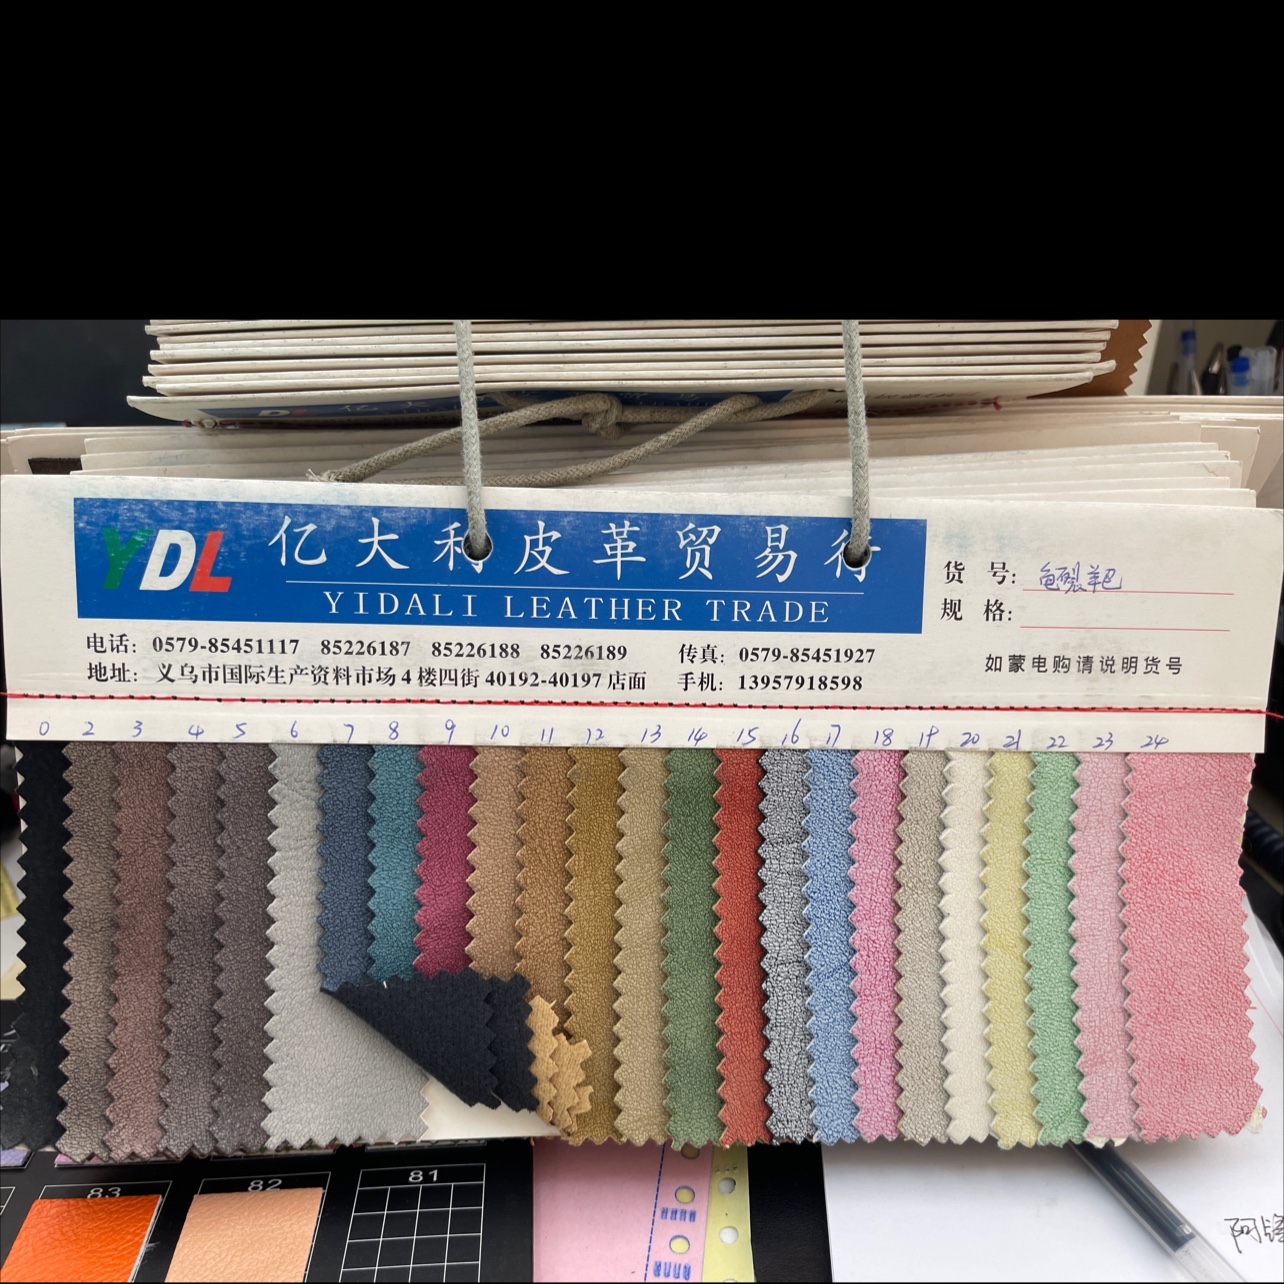 YDL 亿大利皮革贸易行
YIDALI LEATHER TRADE
货 号: 龟裂羊巴
规 格:
电话: 0579-85451117 85226187 85226188 85226189 传真: 0579-85451927
地址: 义乌市国际生产资料市场4楼四街40192-40197店面 手机: 13957918598
如蒙电购请说明货号
0 2 3 4 5 6 7 8 9 10 11 12 13 14 15 16 17 18 19 20 21 22 23 24
83 82 81